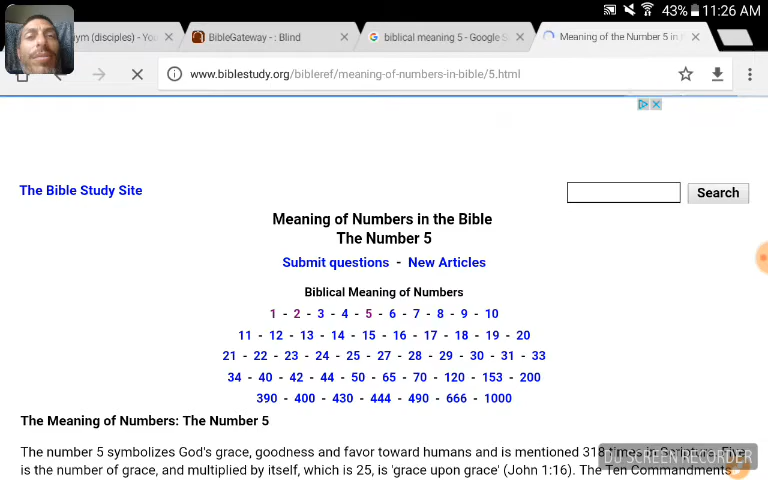 43% 11:26 AM
ym (disciples) - You
BibleGateway - : Blind
biblical meaning 5 - Google S
Meaning of the Number 5 in
www.biblestudy.org/bibleref/meaning-of-numbers-in-bible/5.html
The Bible Study Site
Search
Meaning of Numbers in the Bible
The Number 5
Submit questions - New Articles
Biblical Meaning of Numbers
1 - 2 - 3 - 4 - 5 - 6 - 7 - 8 - 9 - 10
11 - 12 - 13 - 14 - 15 - 16 - 17 - 18 - 19 - 20
21 - 22 - 23 - 24 - 25 - 27 - 28 - 29 - 30 - 31 - 33
34 - 40 - 42 - 44 - 50 - 65 - 70 - 120 - 153 - 200
390 - 400 - 430 - 444 - 490 - 666 - 1000
The Meaning of Numbers: The Number 5
The number 5 symbolizes God's grace, goodness and favor toward humans and is mentioned 318 times in Scripture. Five
is the number of grace, and multiplied by itself, which is 25, is 'grace upon grace' (John 1:16). The Ten Commandments
DU SCREEN RECORDER